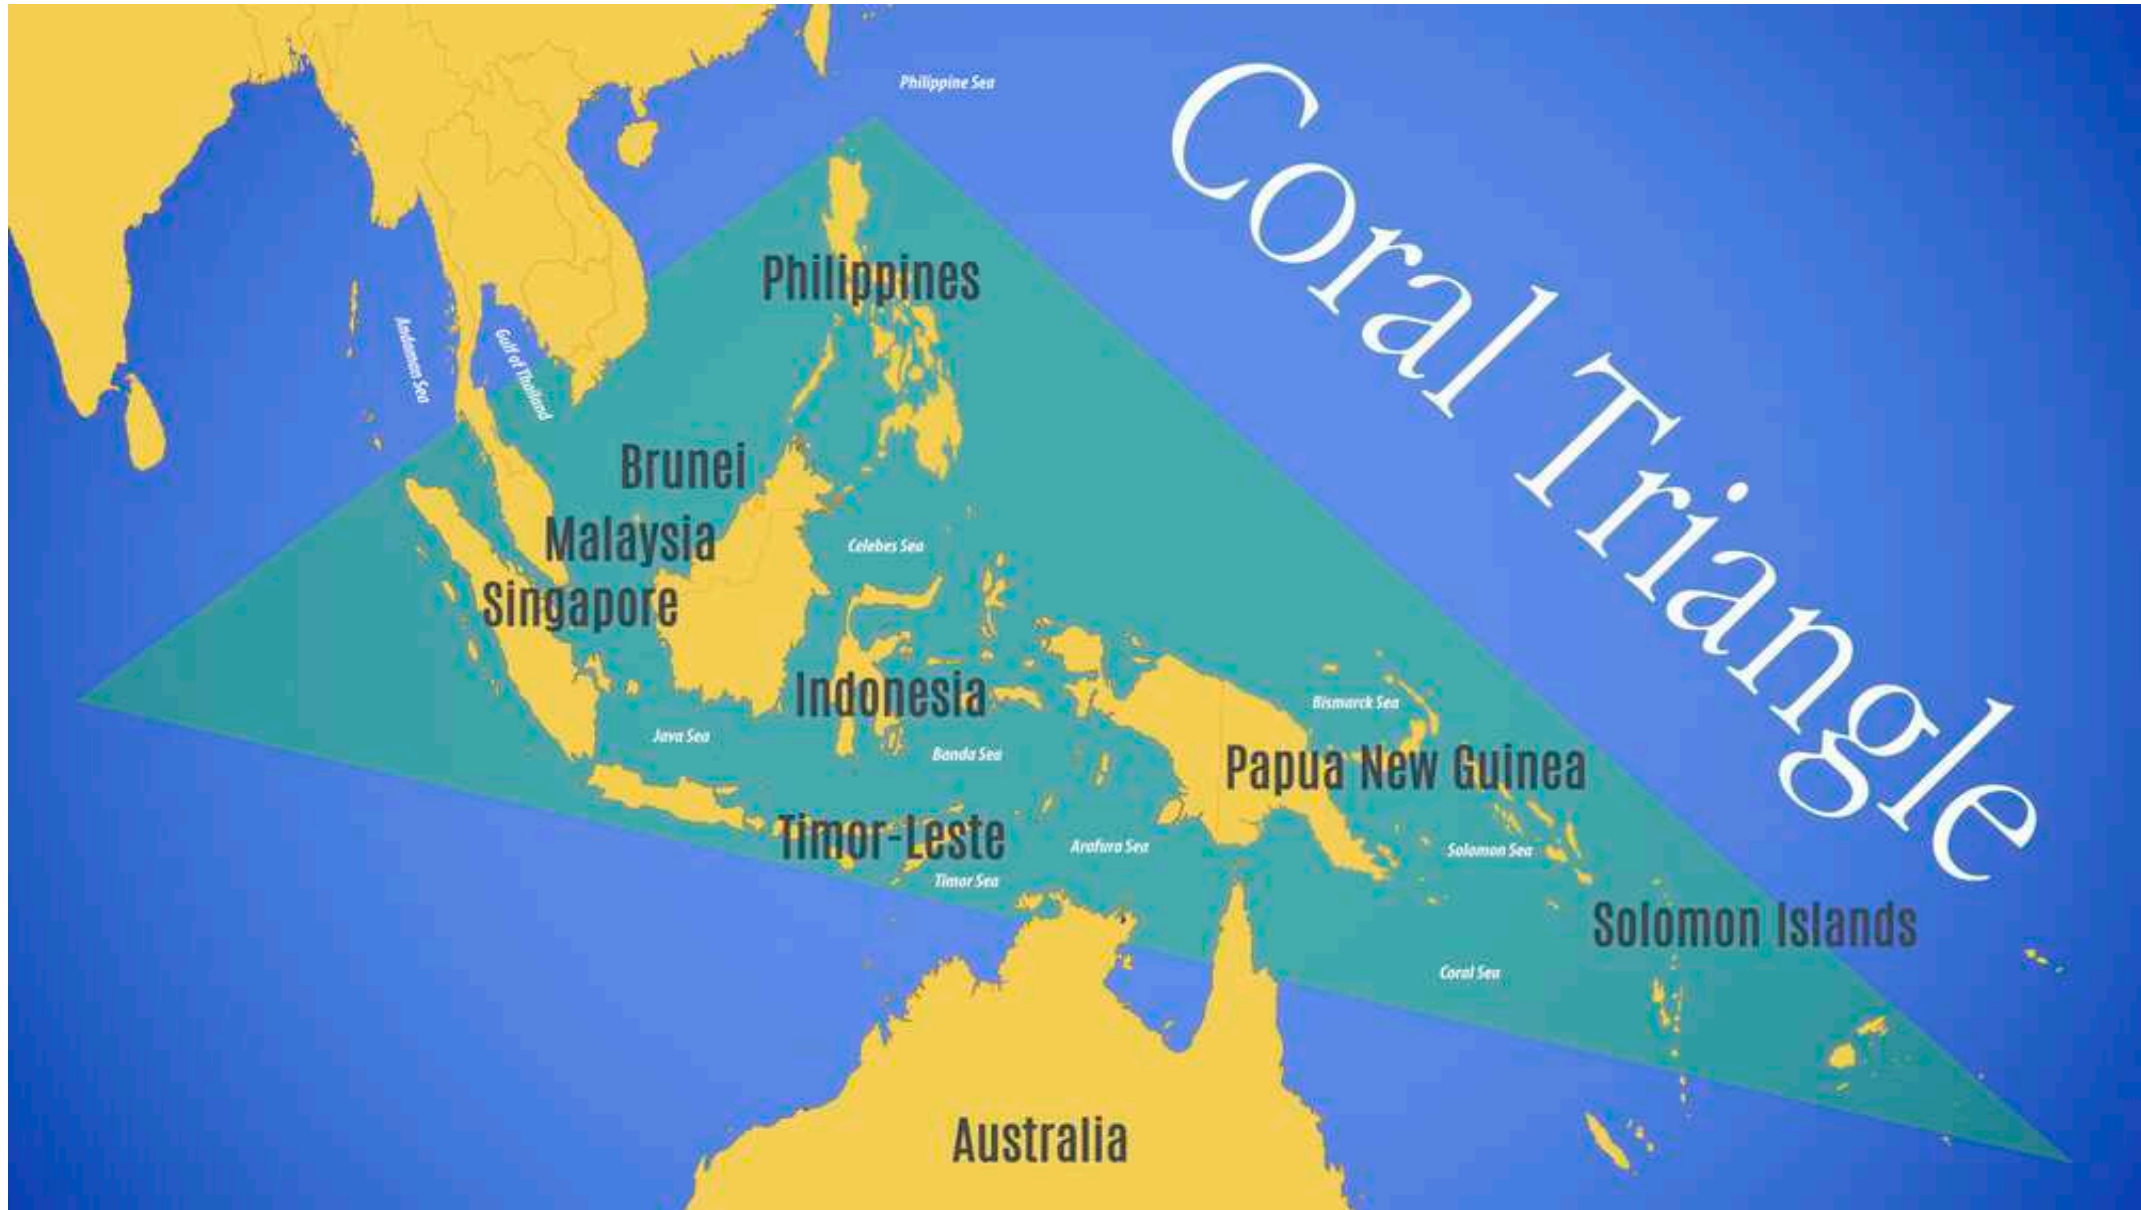 Philippine Sea
Coral Triangle
Philippines
Andaman Sea
Gulf of Thailand
Brunei
Malaysia
Celebes Sea
Singapore
Indonesia
Bismarck Sea
Java Sea
Banda Sea
Papua New Guinea
Timor-Leste
Arafura Sea
Solomon Sea
Timor Sea
Solomon Islands
Coral Sea
Australia